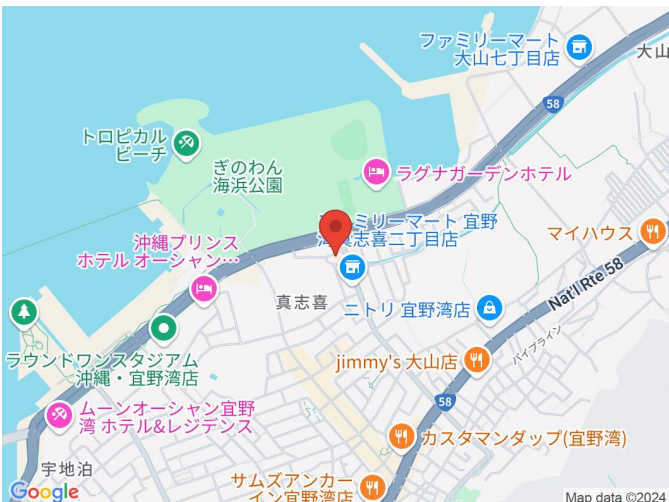 ファミリーマート
大山七丁目店
大山
58
トロピカル
ビーチ
ぎのわん
海浜公園
ラグナガーデンホテル
ミリーマート 宜野
真志喜二丁目店
マイハウス
沖縄プリンス
ホテル オーシャン…
真志喜
ニトリ 宜野湾店
Nat'l Rte 58
パイプライン
ラウンドワンスタジアム
沖縄・宜野湾店
jimmy's 大山店
58
ムーンオーシャン宜野
湾 ホテル&レジデンス
カスタマンダップ(宜野湾)
宇地泊
サムズアンカー
イン宜野湾店
Google
Map data ©2024